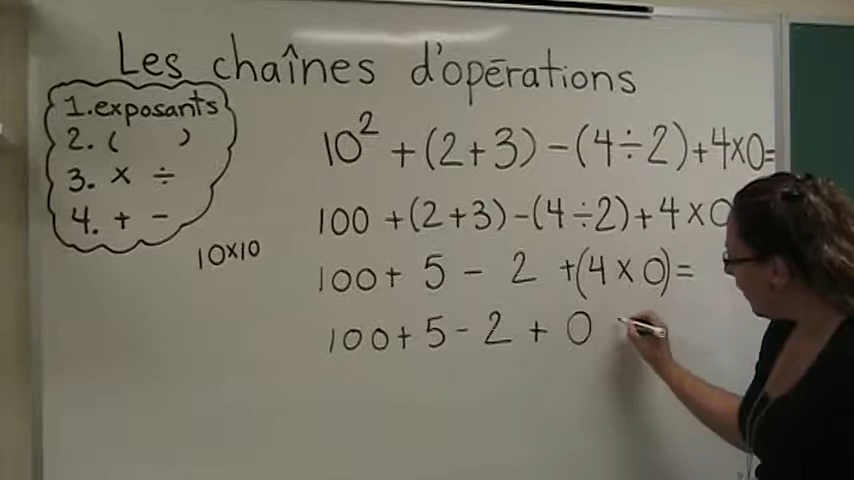 Les chaînes d'opérations
1. exposants
2. ( )
3. × ÷
4. + -
10×10
10² + (2+3) - (4÷2) + 4×0=
100 + (2+3) - (4÷2) + 4×0
100+ 5 - 2 +(4×0)=
100+ 5 - 2 + 0